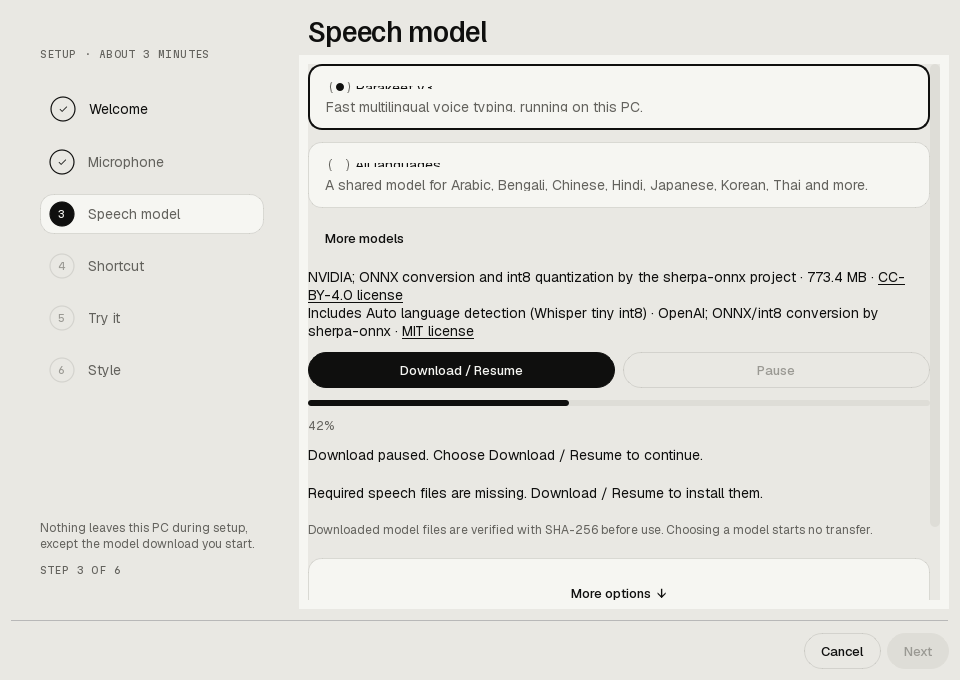 Speech model
SETUP · ABOUT 3 MINUTES
Welcome
Microphone
3 Speech model
4 Shortcut
5 Try it
6 Style
Nothing leaves this PC during setup,
except the model download you start.
STEP 3 OF 6
(●) Parakeet v3
Fast multilingual voice typing, running on this PC.
( ) All languages
A shared model for Arabic, Bengali, Chinese, Hindi, Japanese, Korean, Thai and more.
More models
NVIDIA; ONNX conversion and int8 quantization by the sherpa-onnx project · 773.4 MB · CC-
BY-4.0 license
Includes Auto language detection (Whisper tiny int8) · OpenAI; ONNX/int8 conversion by
sherpa-onnx · MIT license
Download / Resume
Pause
42%
Download paused. Choose Download / Resume to continue.
Required speech files are missing. Download / Resume to install them.
Downloaded model files are verified with SHA-256 before use. Choosing a model starts no transfer.
More options ↓
Cancel
Next